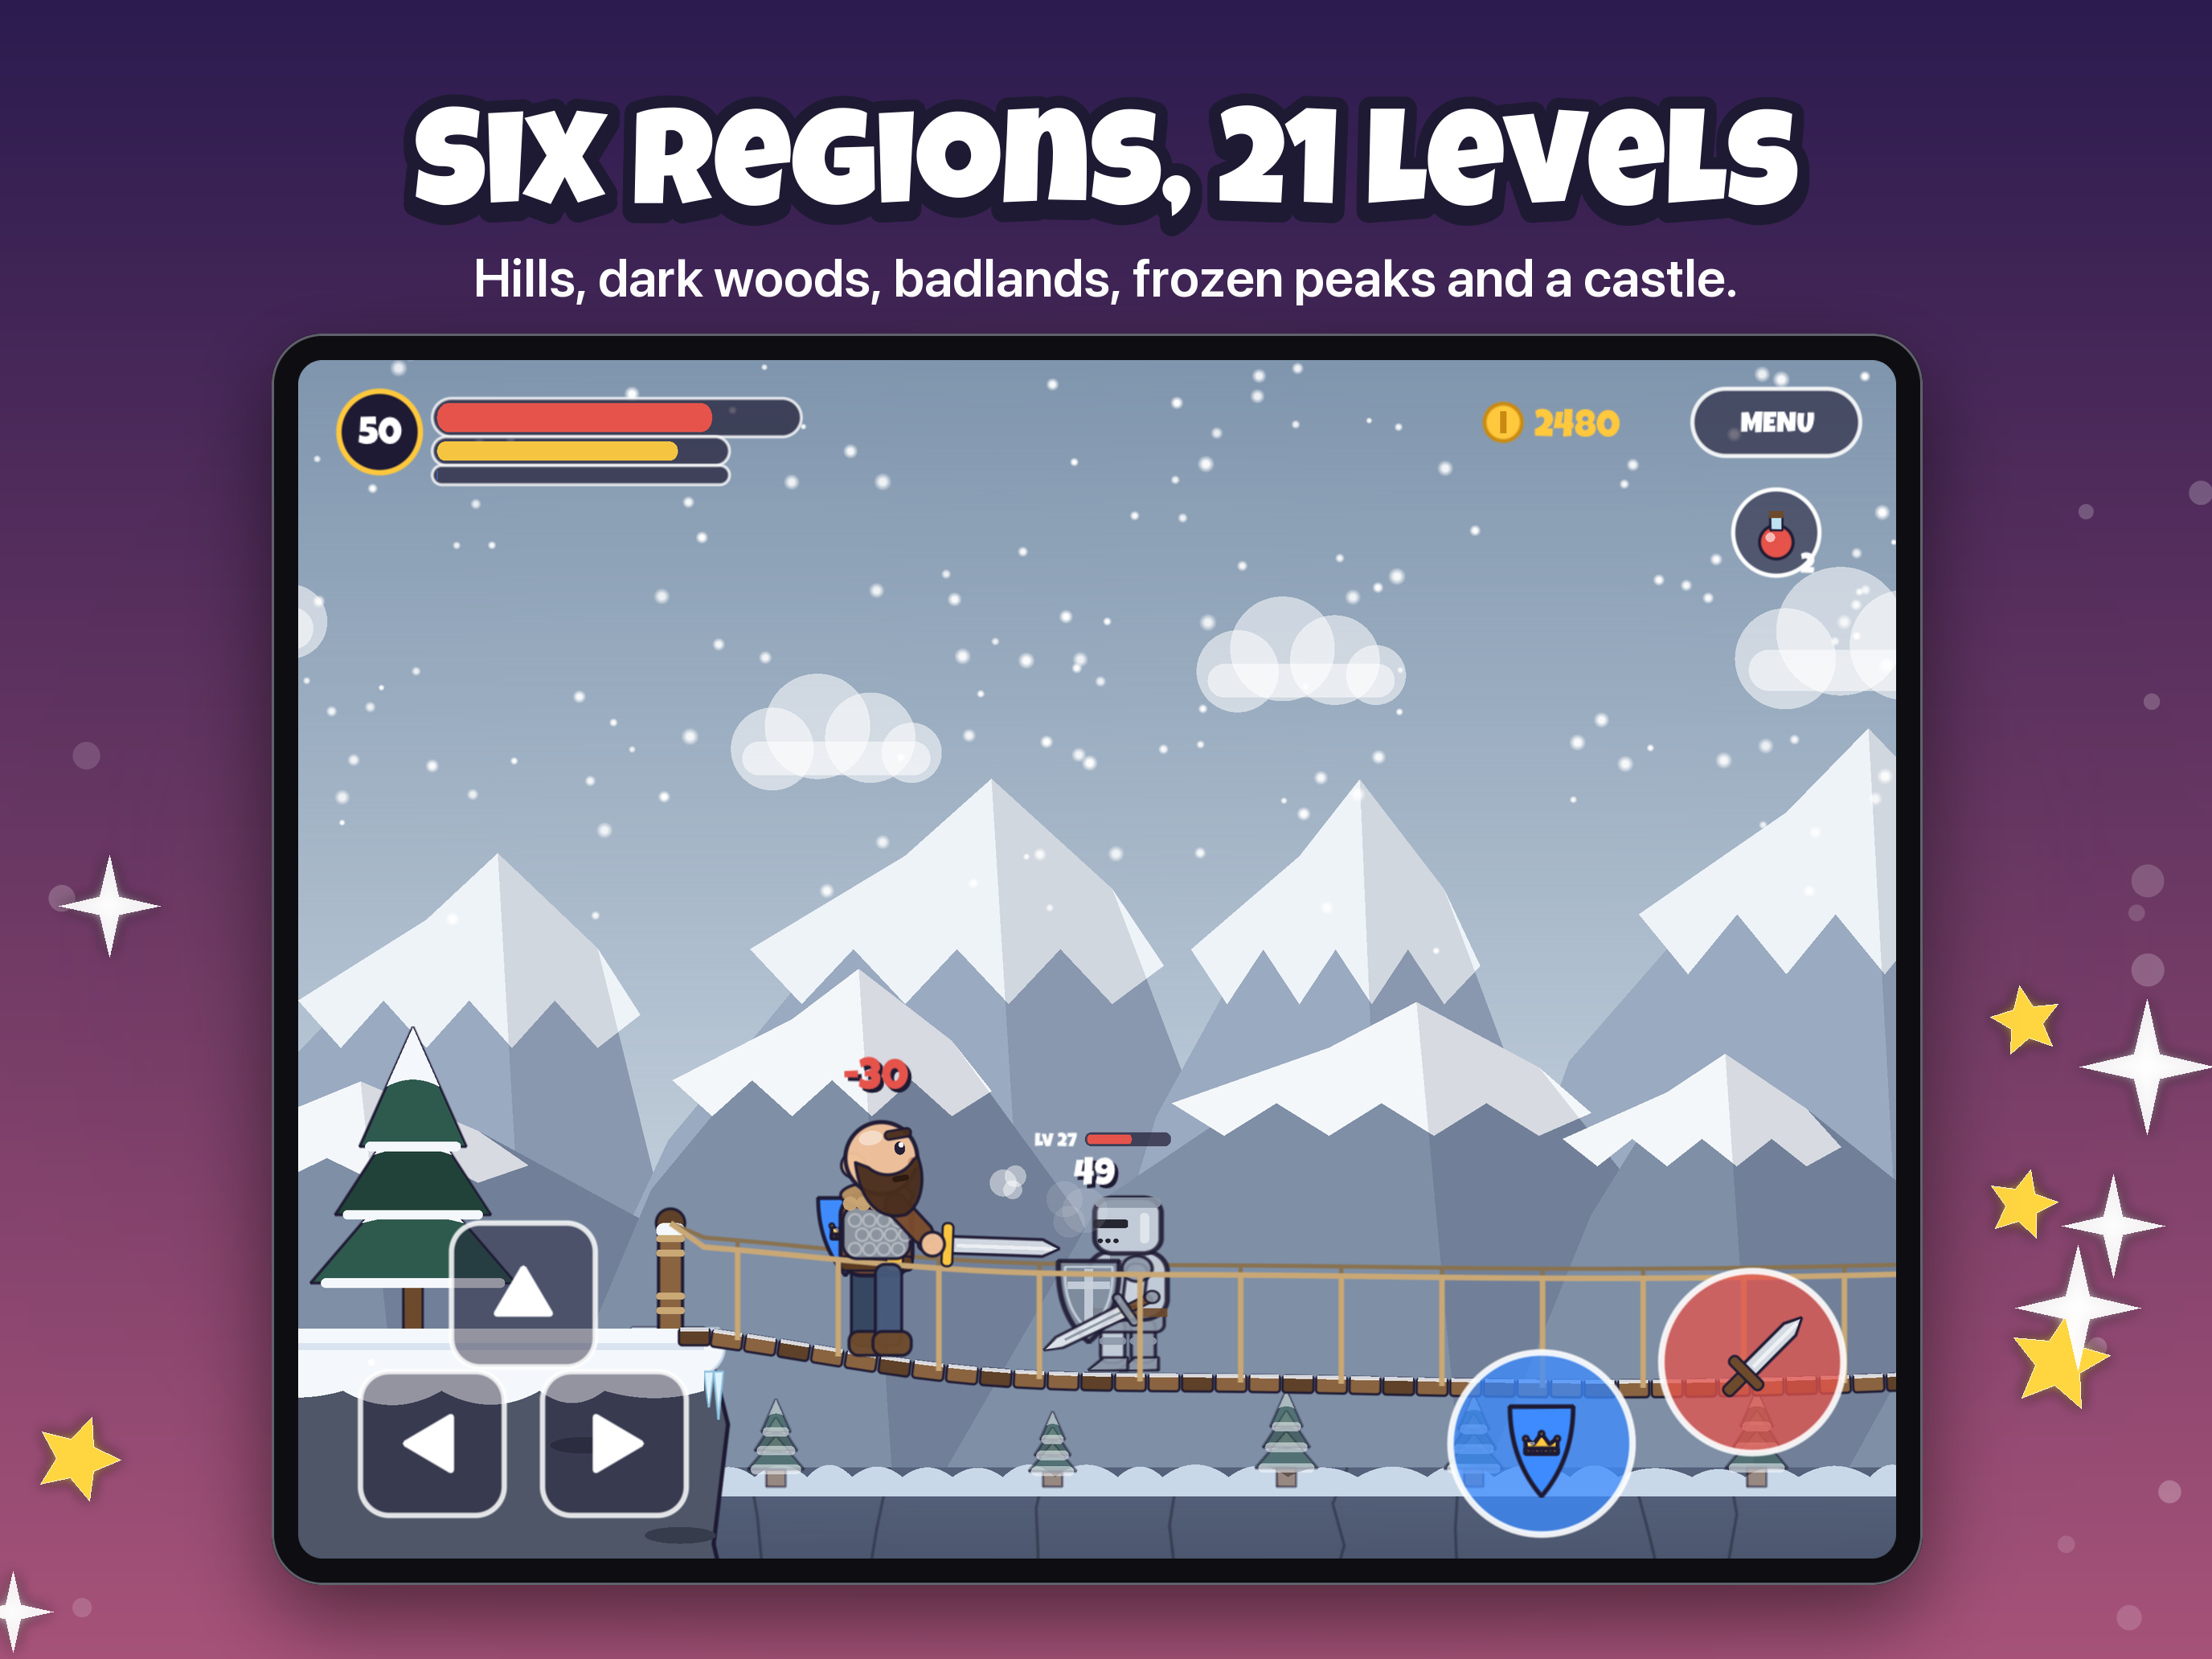 SIX REGIONS, 21 LEVELS
Hills, dark woods, badlands, frozen peaks and a castle.
50
2480
MENU
2
-30
LV 27
49